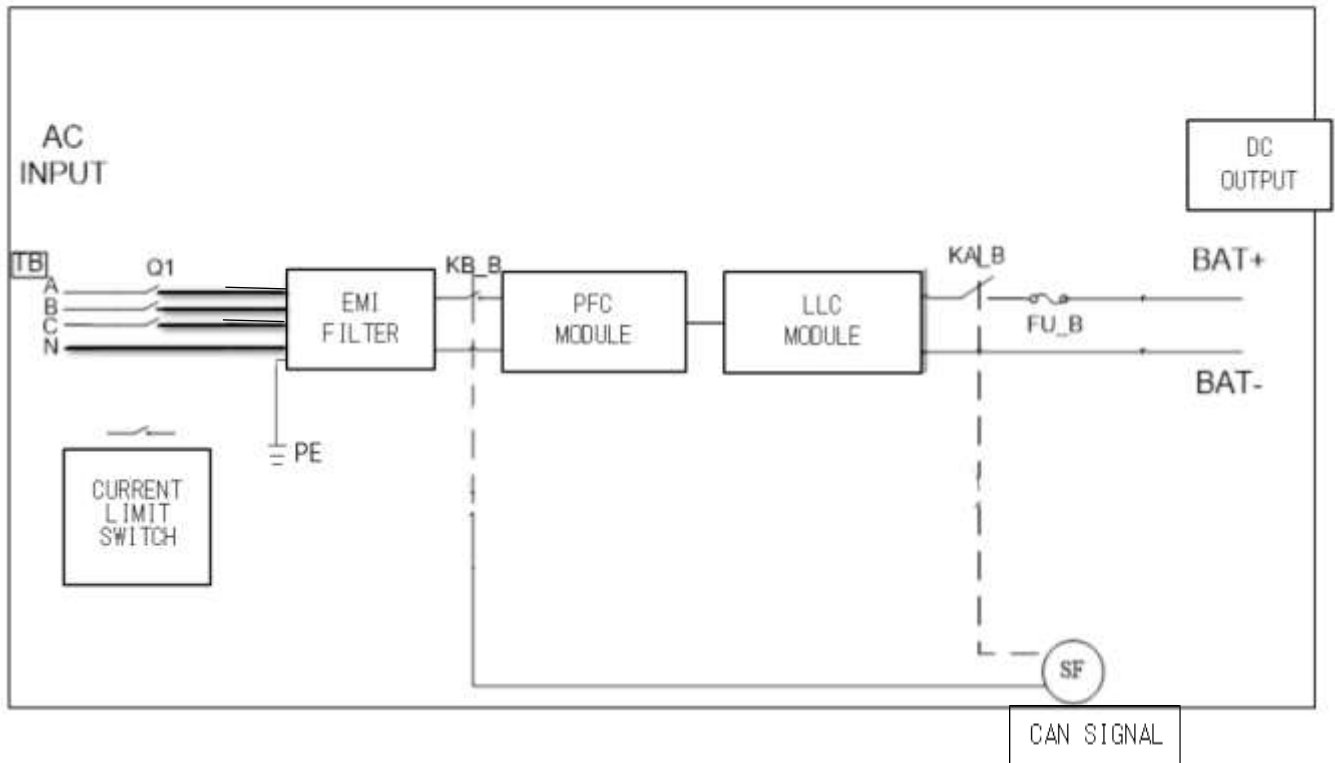 AC
INPUT
DC
OUTPUT
TB
A
B
C
N
Q1
EMI
FILTER
PE
KB_B
PFC
MODULE
LLC
MODULE
KA_B
FU_B
BAT+
BAT-
CURRENT
LIMIT
SWITCH
SF
CAN SIGNAL